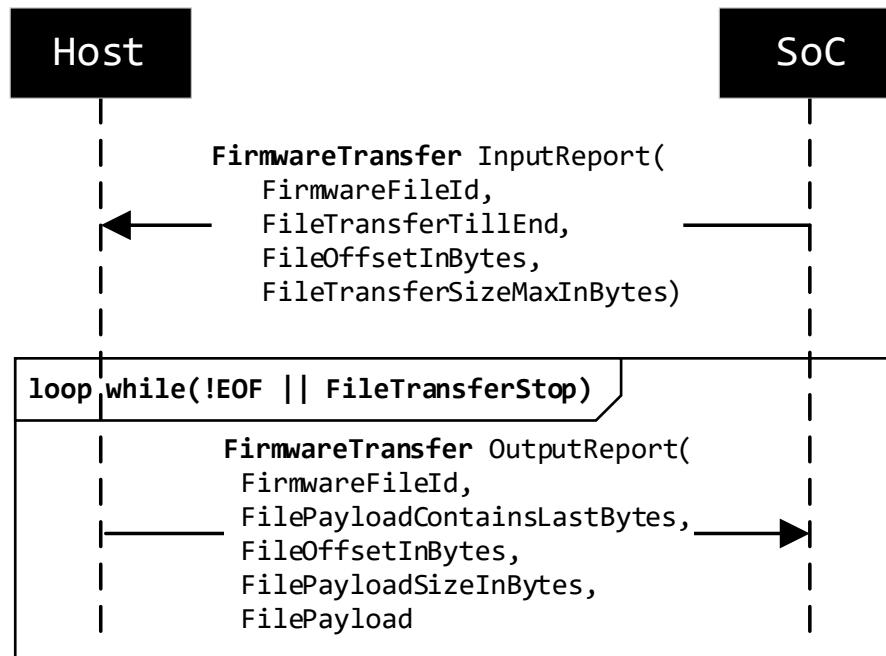 Host
SoC
FirmwareTransfer InputReport(
FirmwareFileId,
FileTransferTillEnd,
FileOffsetInBytes,
FileTransferSizeMaxInBytes)
loop while(!EOF || FileTransferStop)
FirmwareTransfer OutputReport(
FirmwareFileId,
FilePayloadContainsLastBytes,
FileOffsetInBytes,
FilePayloadSizeInBytes,
FilePayload